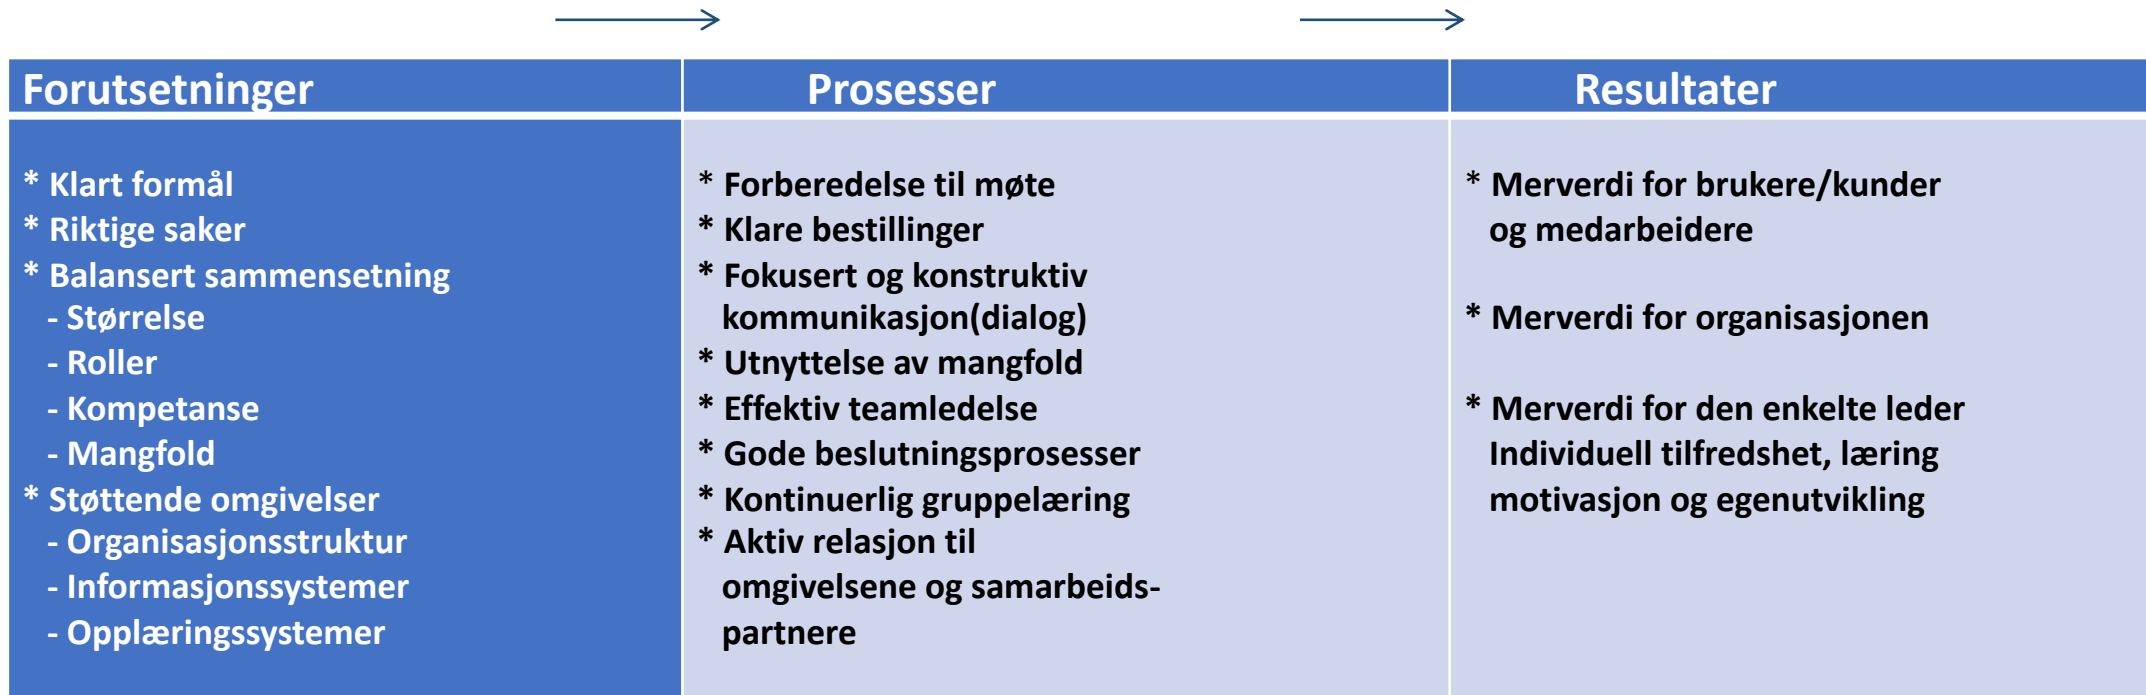 Forutsetninger
* Klart formål
* Riktige saker
* Balansert sammensetning
- Størrelse
- Roller
- Kompetanse
- Mangfold
* Støttende omgivelser
- Organisasjonsstruktur
- Informasjonssystemer
- Opplæringssystemer
Prosesser
* Forberedelse til møte
* Klare bestillinger
* Fokusert og konstruktiv
kommunikasjon(dialog)
* Utnyttelse av mangfold
* Effektiv teamledelse
* Gode beslutningsprosesser
* Kontinuerlig gruppelæring
* Aktiv relasjon til
omgivelsene og samarbeids-
partnere
Resultater
* Merverdi for brukere/kunder
og medarbeidere
* Merverdi for organisasjonen
* Merverdi for den enkelte leder
Individuell tilfredshet, læring
motivasjon og egenutvikling